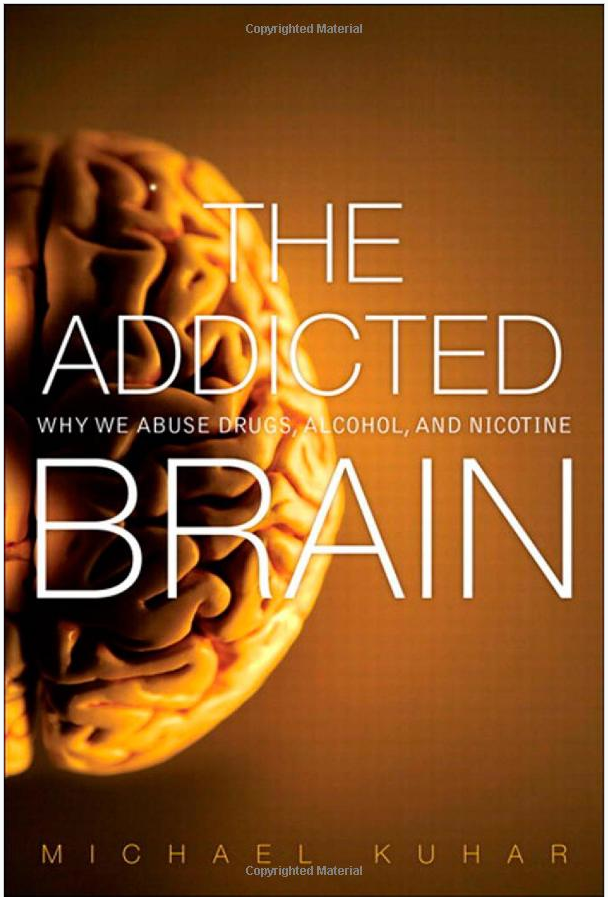 Copyrighted Material
THE
ADDICTED
WHY WE ABUSE DRUGS, ALCOHOL, AND NICOTINE
BRAIN
MICHAEL KUHAR
Copyrighted Material